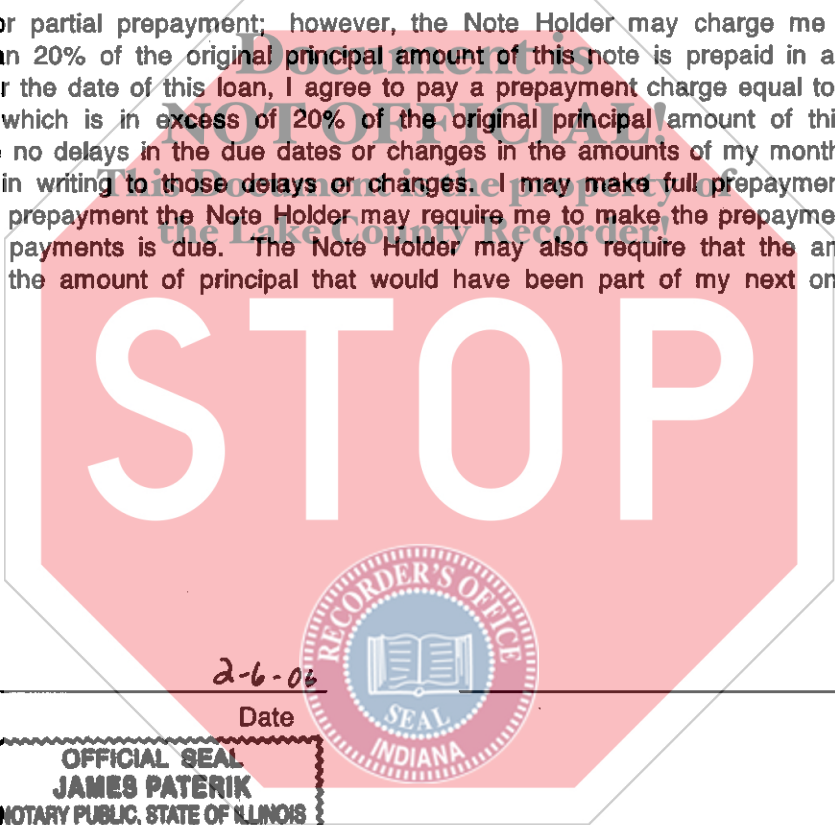 or partial prepayment; however, the Note Holder may charge me
an 20% of the original principal amount of this note is prepaid in a
r the date of this loan, I agree to pay a prepayment charge equal to
which is in excess of 20% of the original principal amount of thi
no delays in the due dates or changes in the amounts of my month
in writing to those delays or changes. I may make full prepaymen
prepayment the Note Holder may require me to make the prepayme
payments is due. The Note Holder may also require that the an
the amount of principal that would have been part of my next on
Document is
NOT OFFICIAL!
This Document is the property of
the Lake County Recorder!
STOP
RECORDER'S OFFICE
SEAL
INDIANA
2-6-06
Date
OFFICIAL SEAL
JAMES PATERIK
NOTARY PUBLIC, STATE OF ILLINOIS